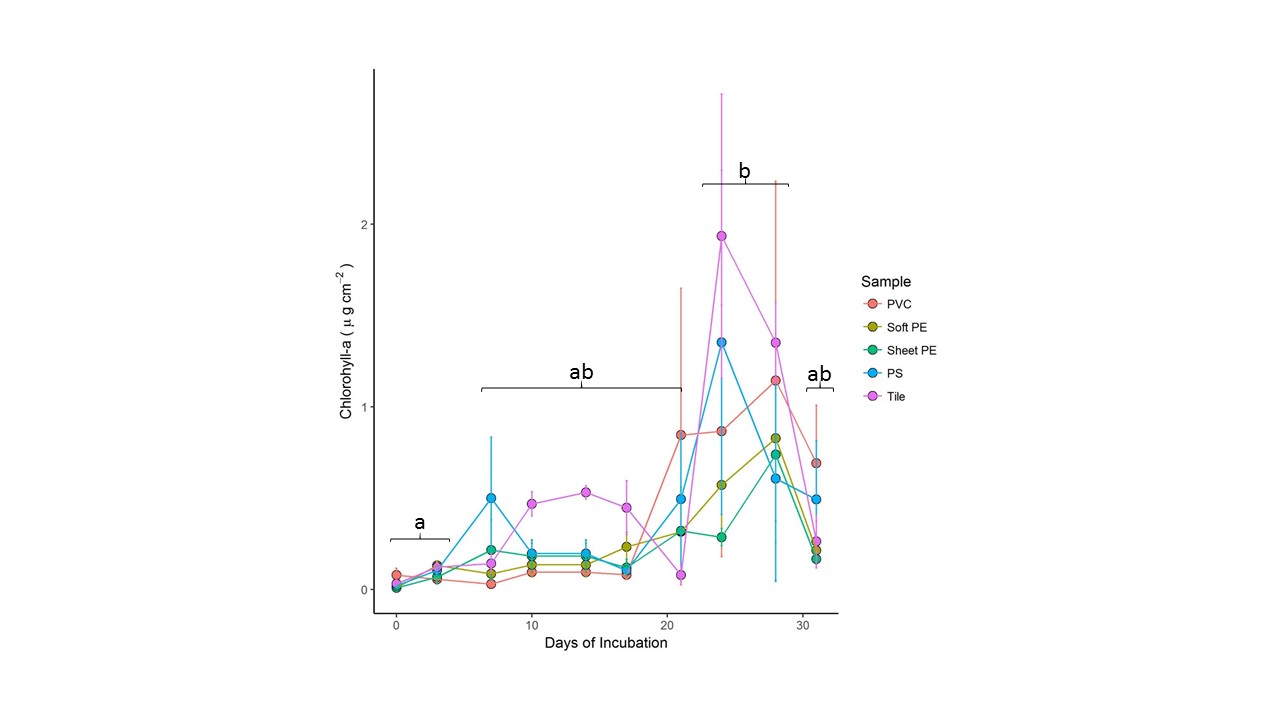 b
2
ab
ab
1
a
0
0 10 20 30
Days of Incubation
Chlorohyll-a ( μ g cm⁻² )
Sample
PVC
Soft PE
Sheet PE
PS
Tile